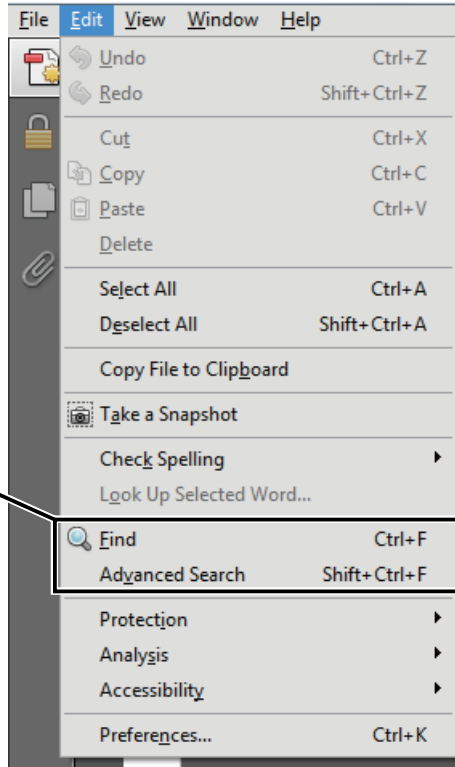 File Edit View Window Help
Undo Ctrl+Z
Redo Shift+Ctrl+Z
Cut Ctrl+X
Copy Ctrl+C
Paste Ctrl+V
Delete
Select All Ctrl+A
Deselect All Shift+Ctrl+A
Copy File to Clipboard
Take a Snapshot
Check Spelling
Look Up Selected Word...
Find Ctrl+F
Advanced Search Shift+Ctrl+F
Protection
Analysis
Accessibility
Preferences... Ctrl+K